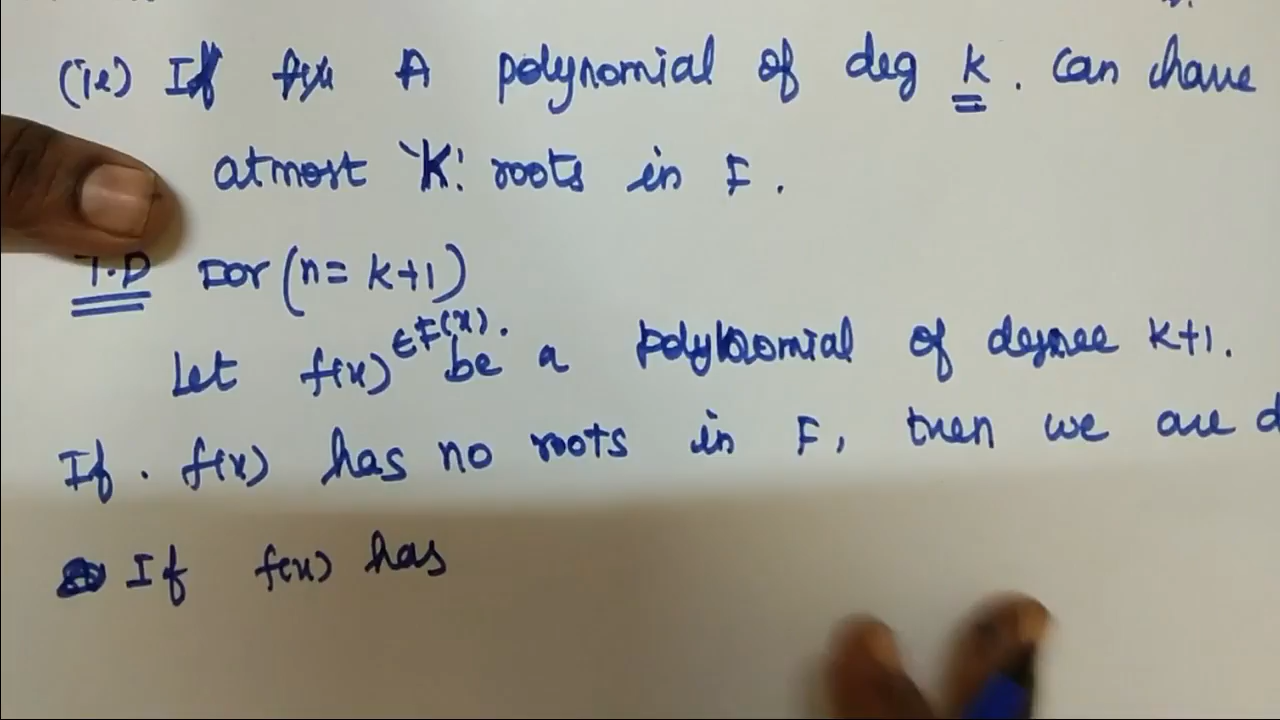 (ie) If f(x A polynomial of deg k. can have
atmost 'K' roots in F.
T.P For (n = k+1)
Let f(x) ∈ F(x). be a polynomial of degree k+1.
If. f(x) has no roots in F, then we are d
If f(x) has